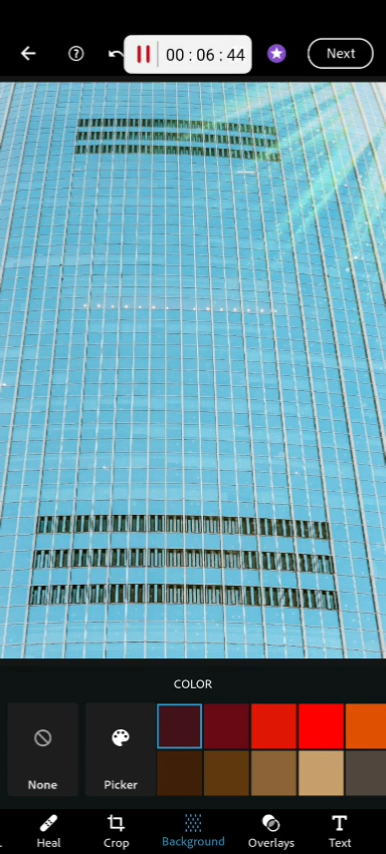 00 : 06 : 44
Next
COLOR
None
Picker
Heal
Crop
Background
Overlays
Text